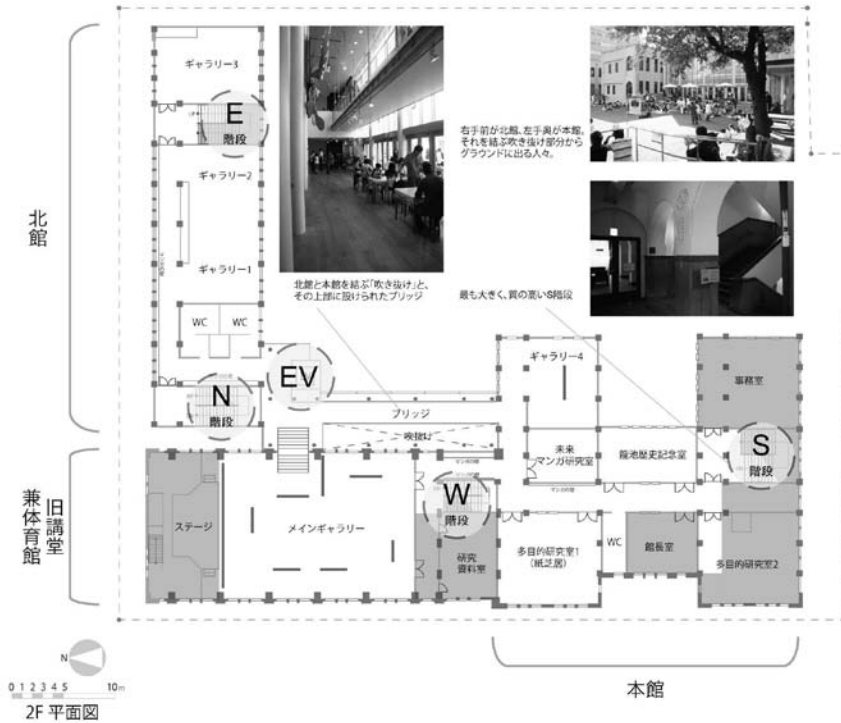 ギャラリー3
E
階段
ギャラリー2
ギャラリー1
WC
WC
N
階段
EV
北館
右手前が北館、左手奥が本館。
それを結ぶ吹き抜け部分から
グラウンドに出る人々。
北館と本館を結ぶ「吹き抜け」と、
その上部に設けられたブリッジ
最も大きく、質の高いS階段
ギャラリー4
事務室
ブリッジ
吹抜け
未来
マンガ研究室
龍池歴史記念室
S
階段
旧講堂
兼体育館
ステージ
メインギャラリー
W
階段
研究
資料室
多目的研究室1
(紙芝居)
WC
館長室
多目的研究室2
本館
N
0 1 2 3 4 5 10m
2F 平面図